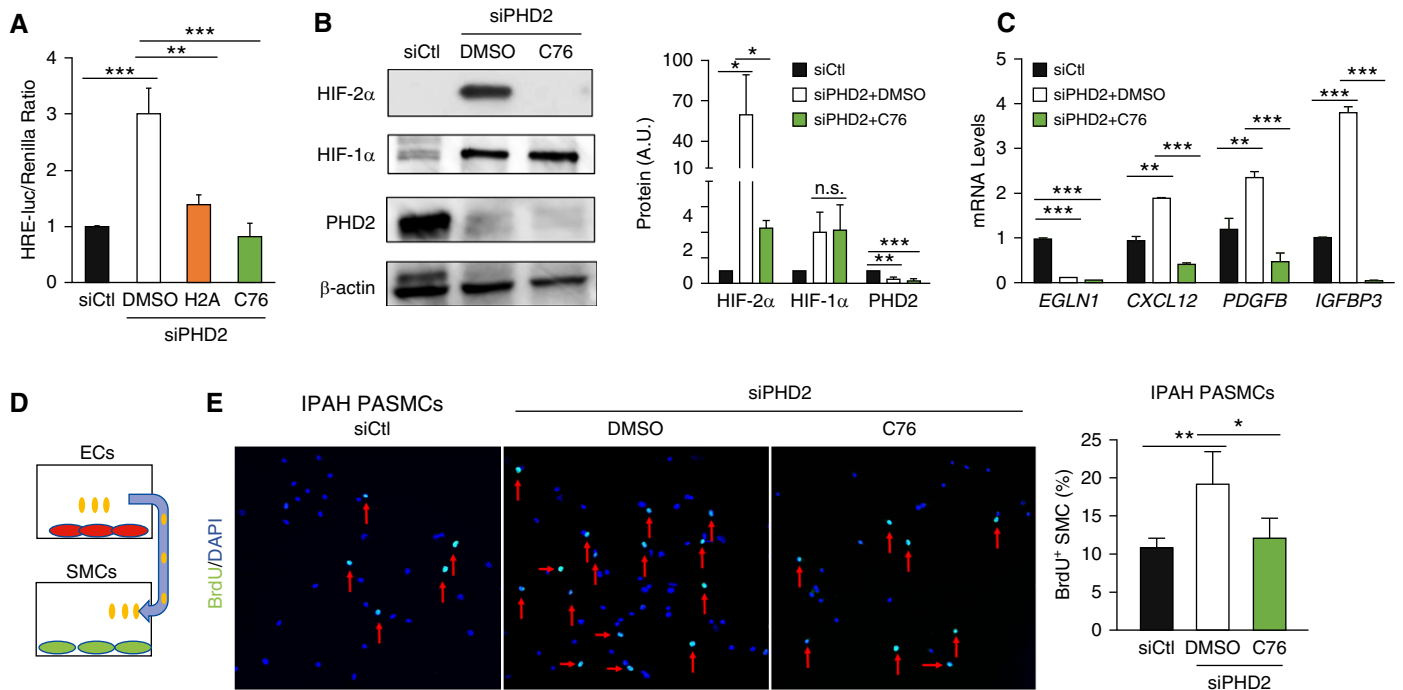 A
HRE-luc/Renilla Ratio
4
3
2
1
0
***
***
**
siCtl DMSO H2A C76
siPHD2
B
siPHD2
siCtl DMSO C76
HIF-2α
HIF-1α
PHD2
β-actin
Protein (A.U.)
100
70
40
10
4
2
0
*
*
n.s.
***
**
siCtl
siPHD2+DMSO
siPHD2+C76
HIF-2α HIF-1α PHD2
C
mRNA Levels
5
4
3
2
1
0
siCtl
siPHD2+DMSO
siPHD2+C76
***
***
***
**
***
**
***
***
EGLN1 CXCL12 PDGFB IGFBP3
D
ECs
SMCs
E
IPAH PASMCs
siCtl
siPHD2
DMSO C76
BrdU/DAPI
IPAH PASMCs
BrdU⁺ SMC (%)
25
20
15
10
5
0
**
*
siCtl DMSO C76
siPHD2